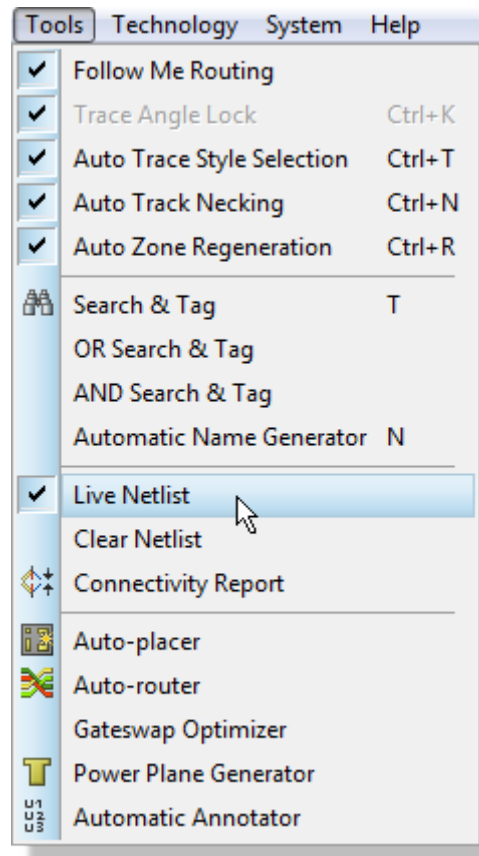 Tools Technology System Help
Follow Me Routing
Trace Angle Lock Ctrl+K
Auto Trace Style Selection Ctrl+T
Auto Track Necking Ctrl+N
Auto Zone Regeneration Ctrl+R
Search & Tag T
OR Search & Tag
AND Search & Tag
Automatic Name Generator N
Live Netlist
Clear Netlist
Connectivity Report
Auto-placer
Auto-router
Gateswap Optimizer
Power Plane Generator
U1
U2
U3
Automatic Annotator